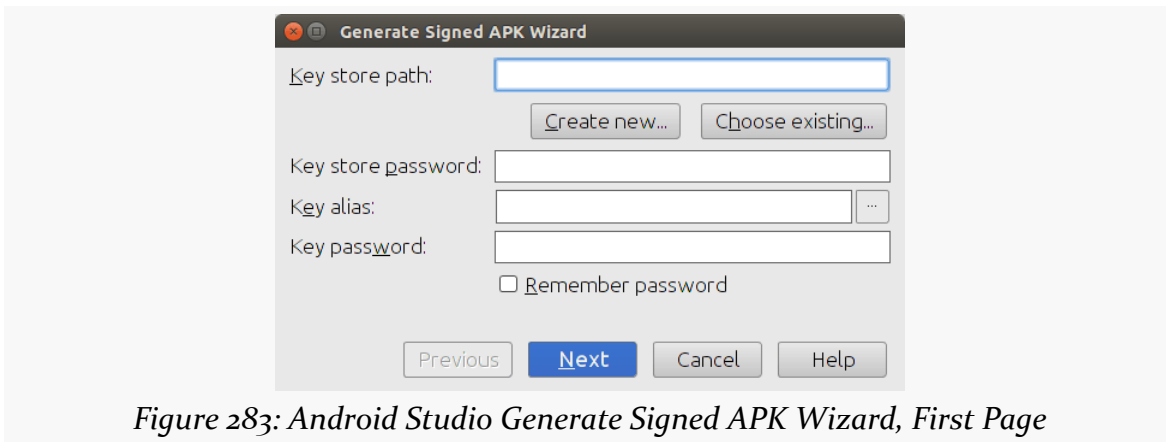 Generate Signed APK Wizard
Key store path:
Create new... Choose existing...
Key store password:
Key alias: ...
Key password:
Remember password
Previous Next Cancel Help
Figure 283: Android Studio Generate Signed APK Wizard, First Page